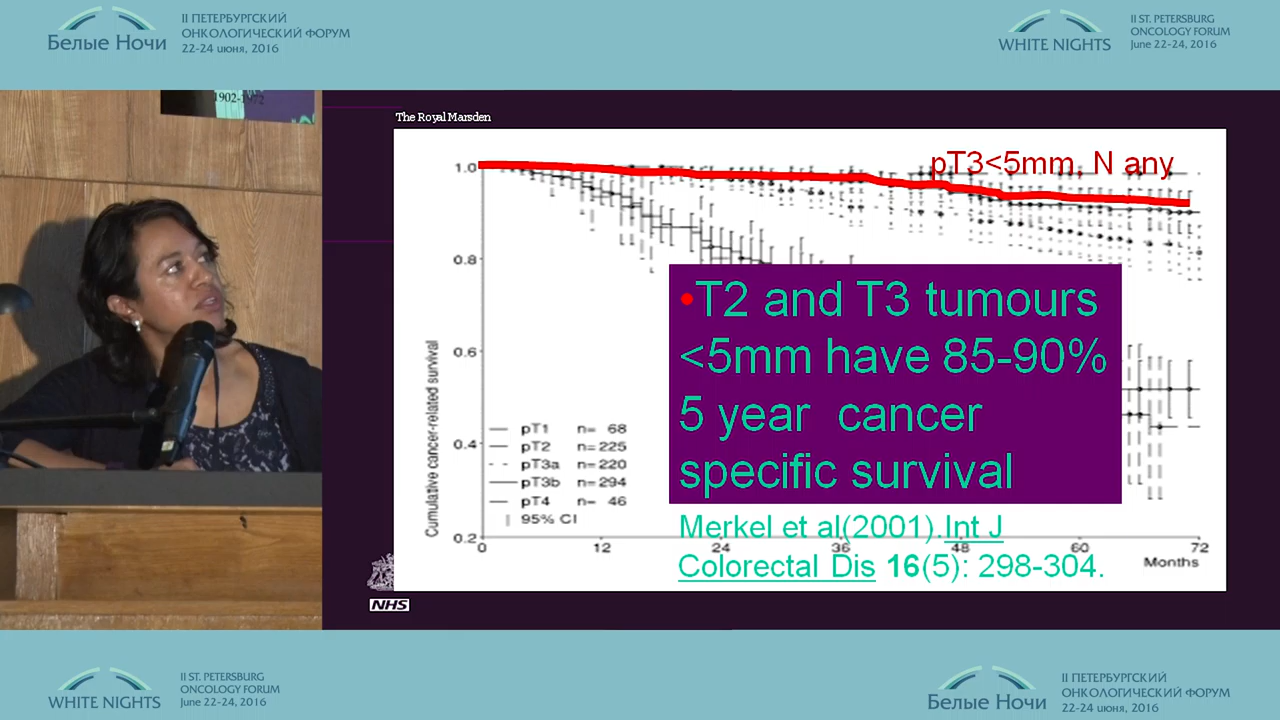 II ПЕТЕРБУРГСКИЙ
ОНКОЛОГИЧЕСКИЙ ФОРУМ
Белые Ночи
22-24 июня, 2016
II ST. PETERSBURG
ONCOLOGY FORUM
WHITE NIGHTS
June 22-24, 2016
1902-1972
The Royal Marsden
pT3<5mm, N any
1.0
0.8
0.6
0.4
0.2
Cumulative cancer-related survival
•T2 and T3 tumours
<5mm have 85-90%
5 year cancer
specific survival
pT1 n= 68
pT2 n=225
pT3a n=220
pT3b n=294
pT4 n= 46
95% CI
Merkel et al(2001).Int J
Colorectal Dis 16(5): 298-304.
0 12 24 36 48 60 72
Months
NHS
II ST. PETERSBURG
ONCOLOGY FORUM
WHITE NIGHTS
June 22-24, 2016
II ПЕТЕРБУРГСКИЙ
ОНКОЛОГИЧЕСКИЙ ФОРУМ
Белые Ночи
22-24 июня, 2016